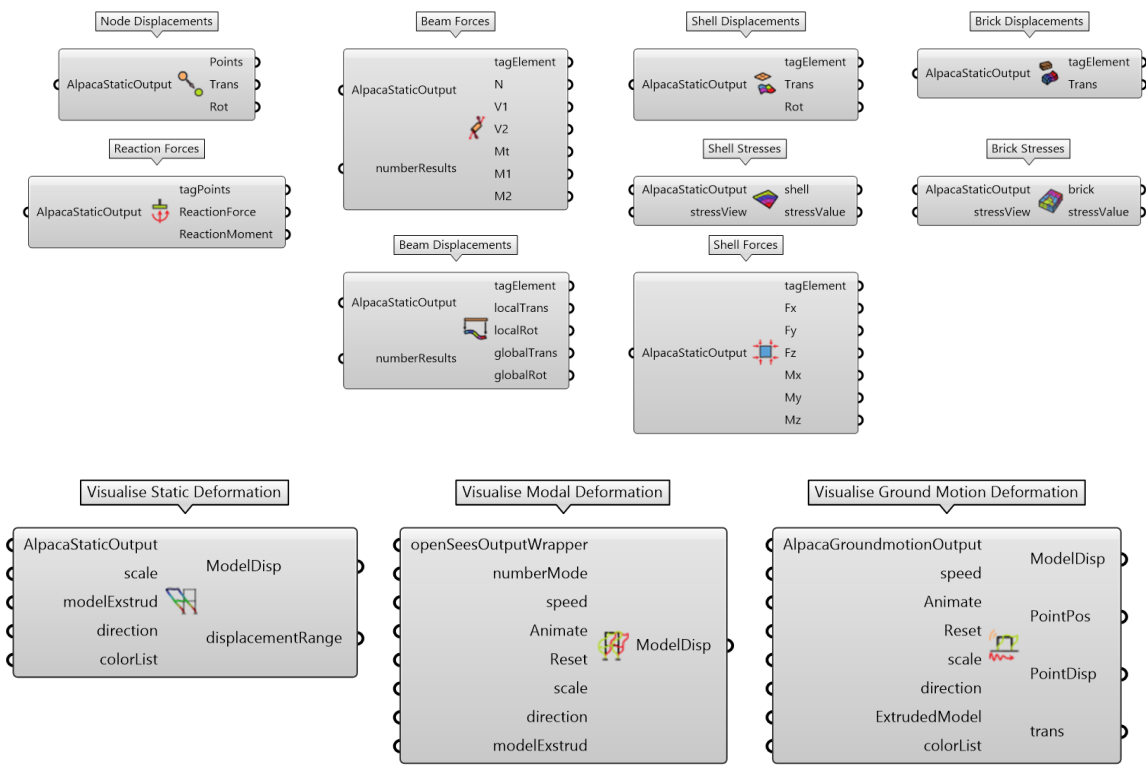 Node Displacements
AlpacaStaticOutput
Points
Trans
Rot
Reaction Forces
AlpacaStaticOutput
tagPoints
ReactionForce
ReactionMoment
Beam Forces
AlpacaStaticOutput
numberResults
tagElement
N
V1
V2
Mt
M1
M2
Beam Displacements
AlpacaStaticOutput
numberResults
tagElement
localTrans
localRot
globalTrans
globalRot
Shell Displacements
AlpacaStaticOutput
tagElement
Trans
Rot
Shell Stresses
AlpacaStaticOutput
stressView
shell
stressValue
Shell Forces
AlpacaStaticOutput
tagElement
Fx
Fy
Fz
Mx
My
Mz
Brick Displacements
AlpacaStaticOutput
tagElement
Trans
Brick Stresses
AlpacaStaticOutput
stressView
brick
stressValue
Visualise Static Deformation
AlpacaStaticOutput
scale
modelExstrud
direction
colorList
ModelDisp
displacementRange
Visualise Modal Deformation
openSeesOutputWrapper
numberMode
speed
Animate
Reset
scale
direction
modelExstrud
ModelDisp
Visualise Ground Motion Deformation
AlpacaGroundmotionOutput
speed
Animate
Reset
scale
direction
ExtrudedModel
colorList
ModelDisp
PointPos
PointDisp
trans